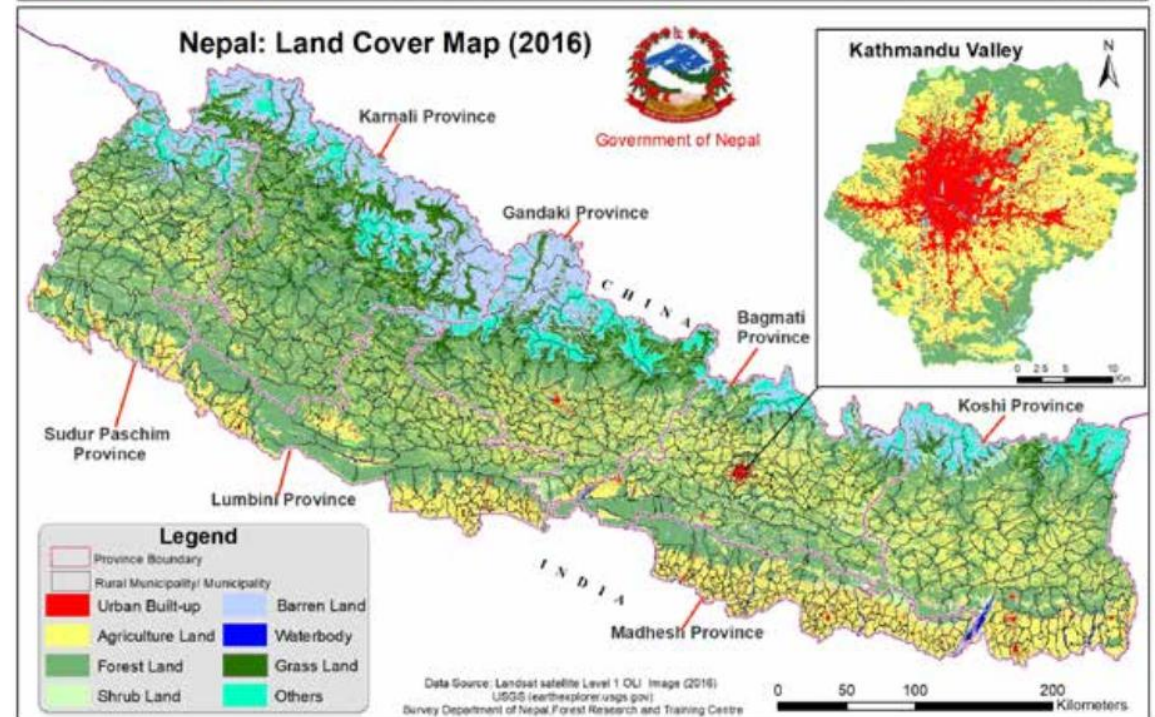 Nepal: Land Cover Map (2016)
Government of Nepal
Kathmandu Valley
N
0 2.5 5 10
Km
Karnali Province
Gandaki Province
CHINA
Bagmati
Province
Koshi Province
Sudur Paschim
Province
Lumbini Province
INDIA
Madhesh Province
Legend
Province Boundary
Rural Municipality/ Municipality
Urban Built-up
Barren Land
Agriculture Land
Waterbody
Forest Land
Grass Land
Shrub Land
Others
Data Source: Landsat satellite Level 1 OLI Image (2016)
USGS (earthexplorer.usgs.gov)
Survey Department of Nepal,Forest Research and Training Centre
0 50 100 200
Kilometers